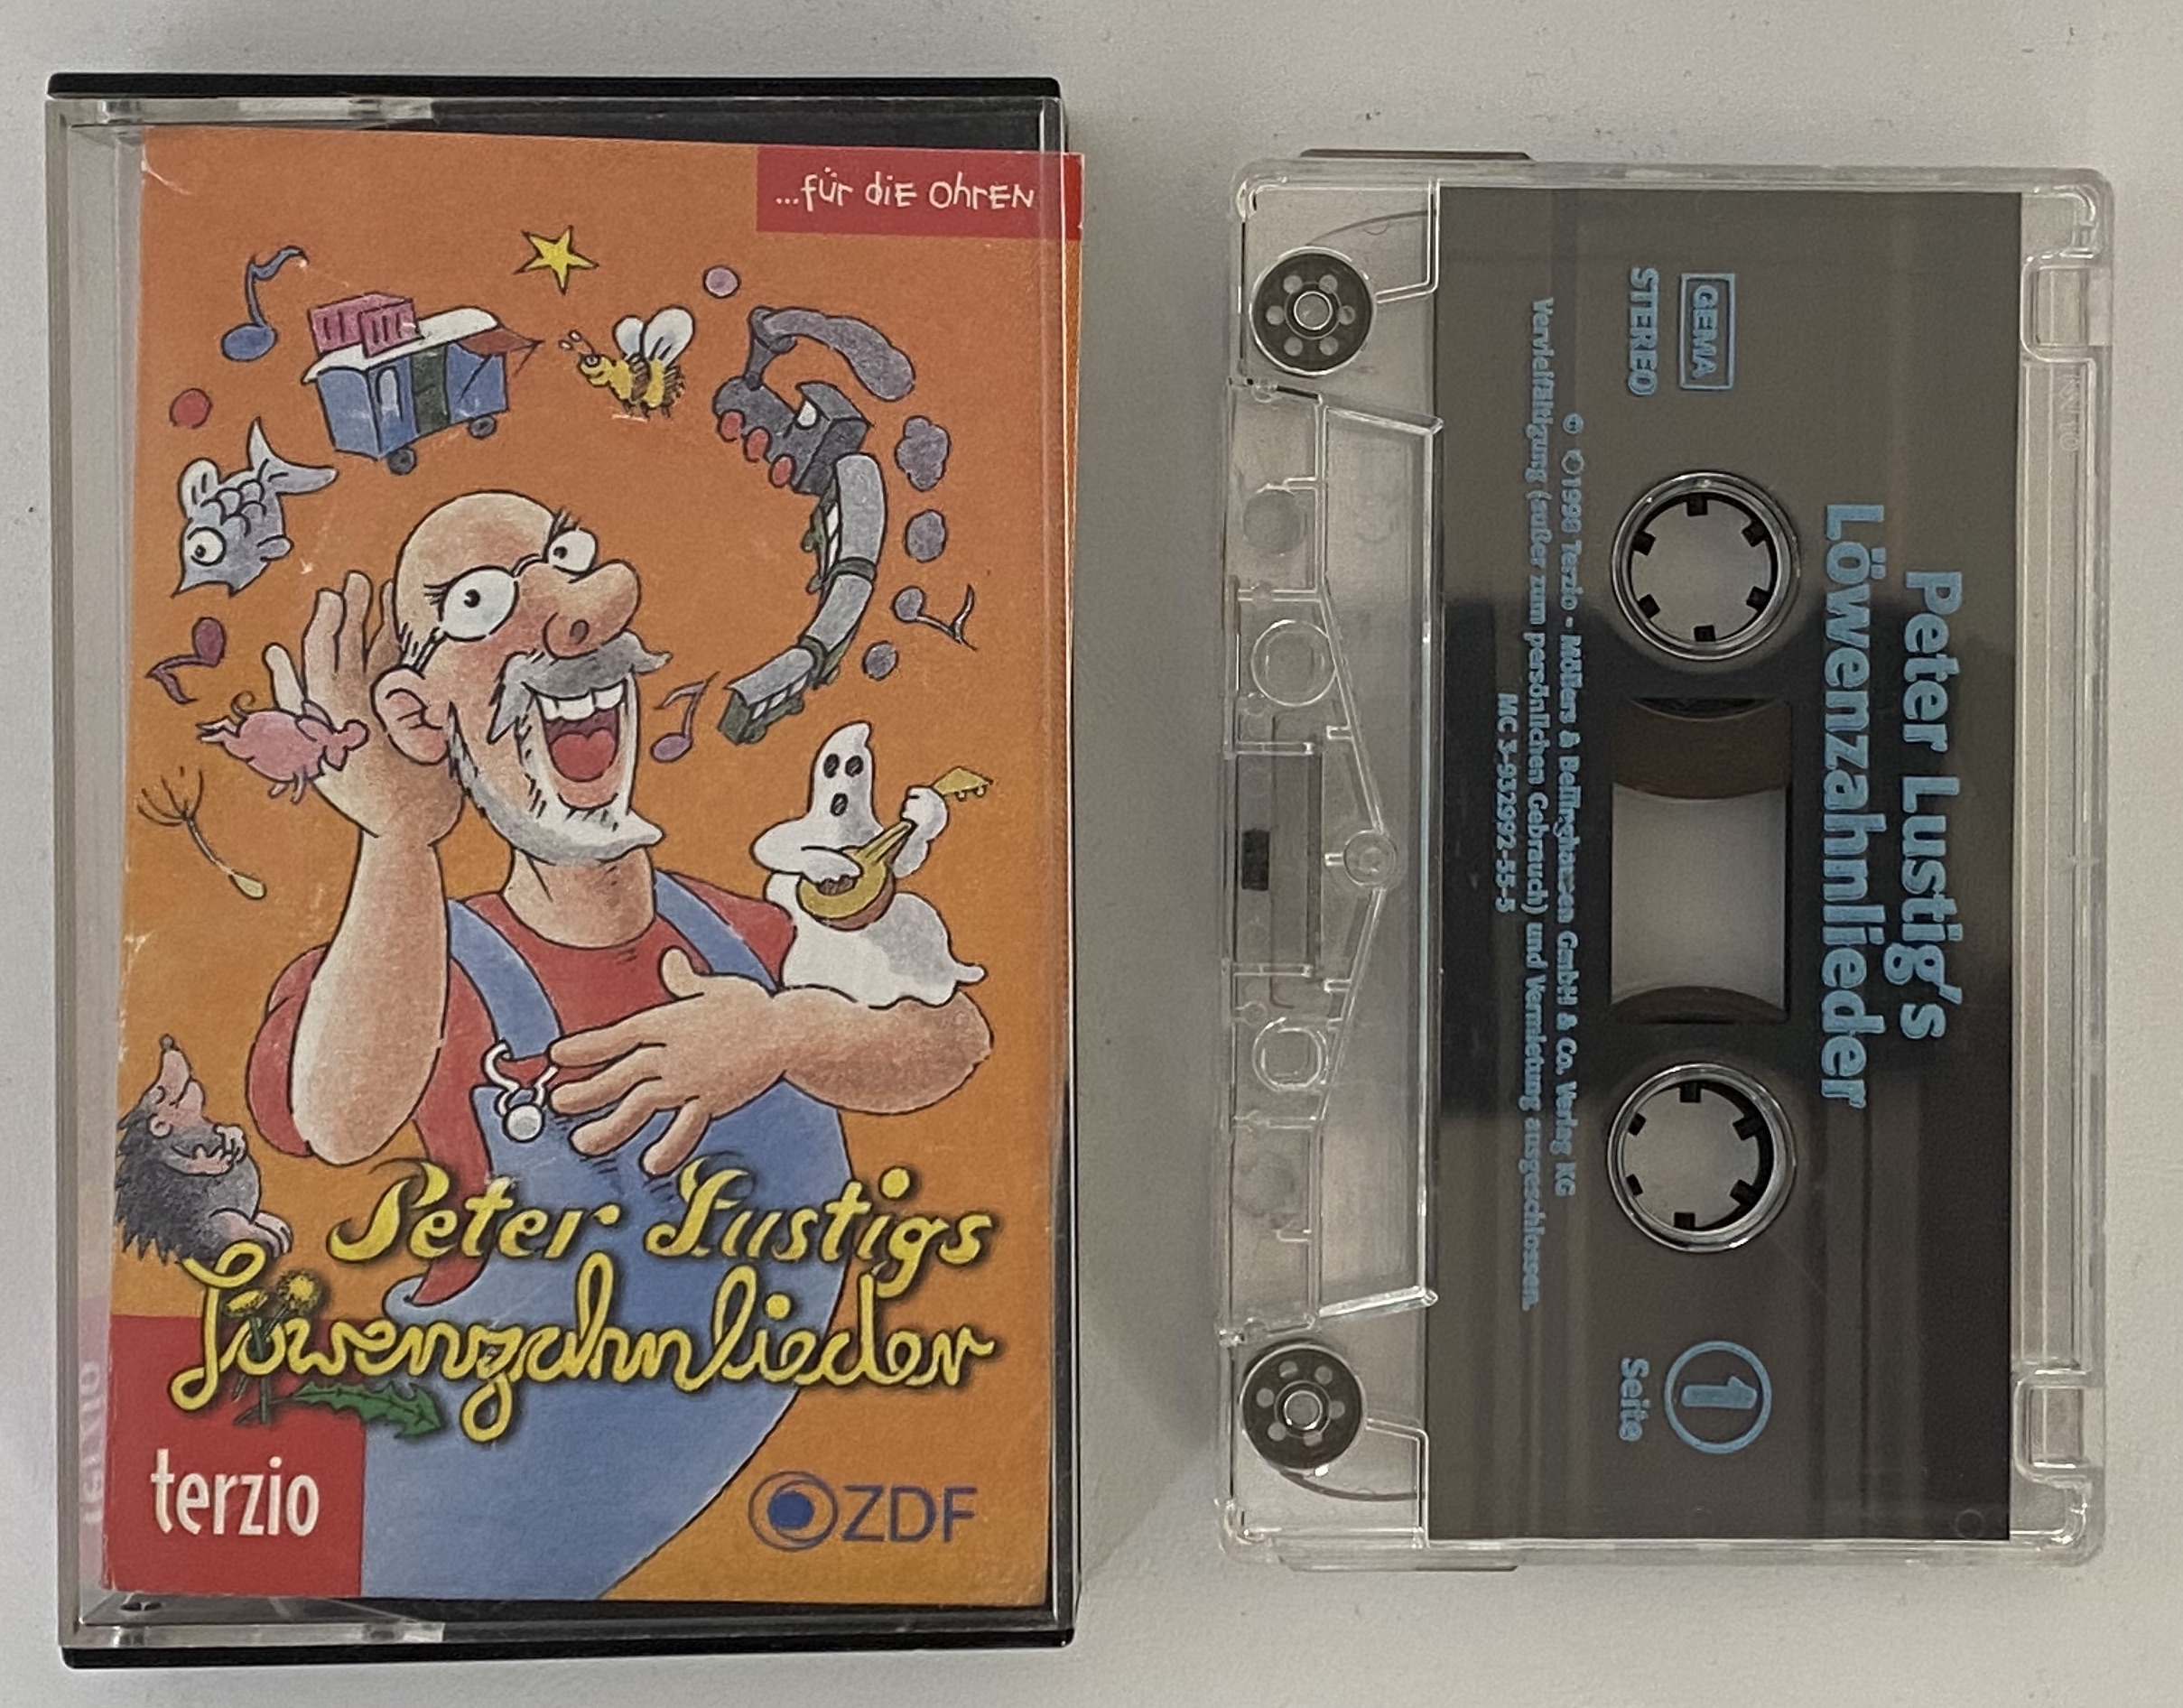 ...für die Ohren
Peter Lustigs
Löwenzahnlieder
terzio
ZDF
terzio
Peter Lustig's
Löwenzahnlieder
GEMA
STEREO
1
Seite
℗ ©1998 Terzio - Möllers & Bellinghausen GmbH & Co. Verlag KG
Vervielfältigung (außer zum persönlichen Gebrauch) und Vermietung ausgeschlossen.
MC 3-932992-55-5